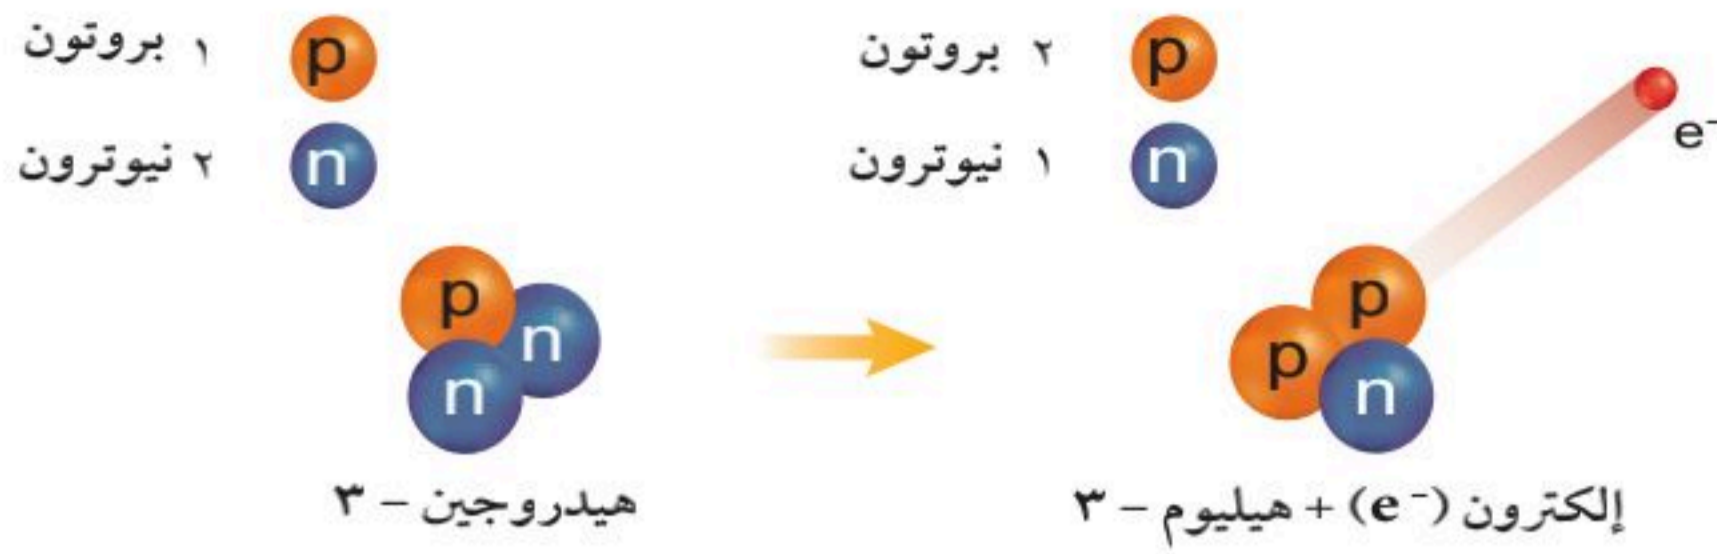 ١ بروتون
p
٢ نيوترون
n
p
n
n
هيدروجين – ٣
٢ بروتون
p
١ نيوترون
n
e⁻
p
p
n
إلكترون (e⁻) + هيليوم – ٣